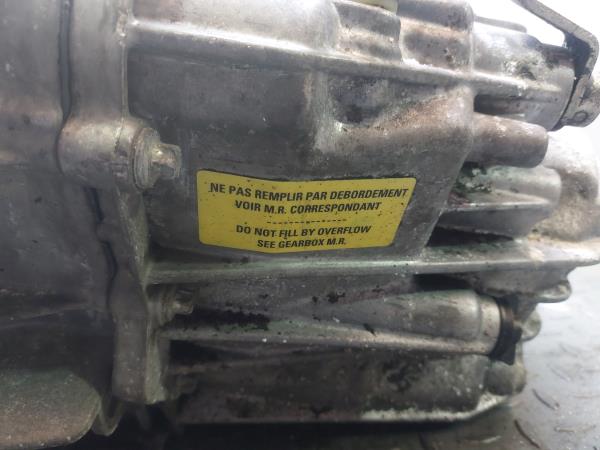 NE PAS REMPLIR PAR DEBORDEMENT
VOIR M.R. CORRESPONDANT
--------------
DO NOT FILL BY OVERFLOW
SEE GEARBOX M.R.